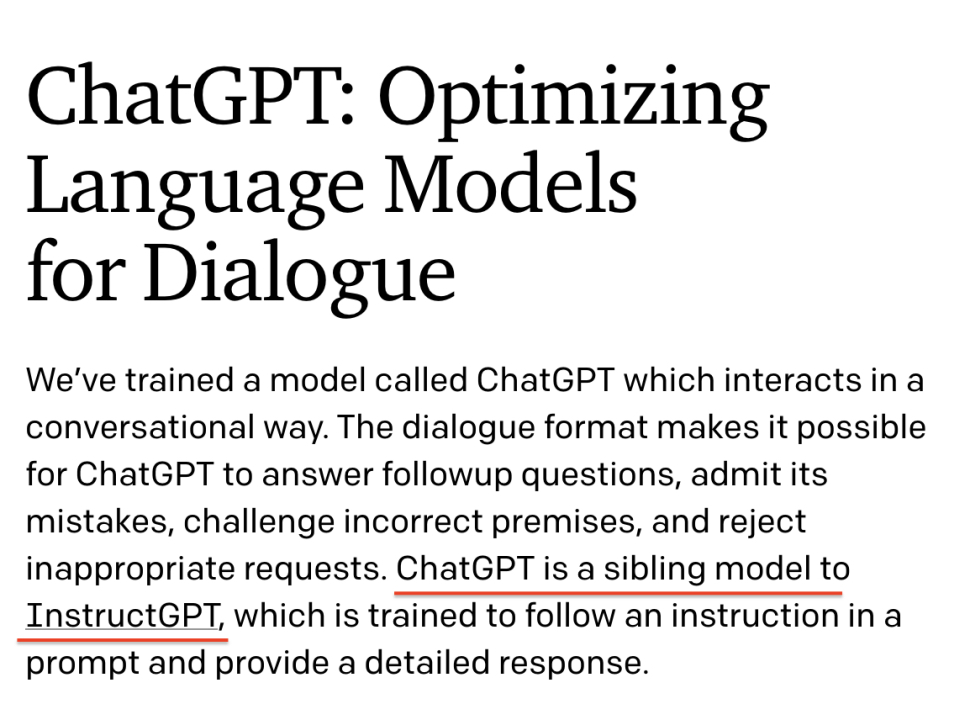 ChatGPT: Optimizing
Language Models
for Dialogue
We’ve trained a model called ChatGPT which interacts in a
conversational way. The dialogue format makes it possible
for ChatGPT to answer followup questions, admit its
mistakes, challenge incorrect premises, and reject
inappropriate requests. ChatGPT is a sibling model to
InstructGPT, which is trained to follow an instruction in a
prompt and provide a detailed response.